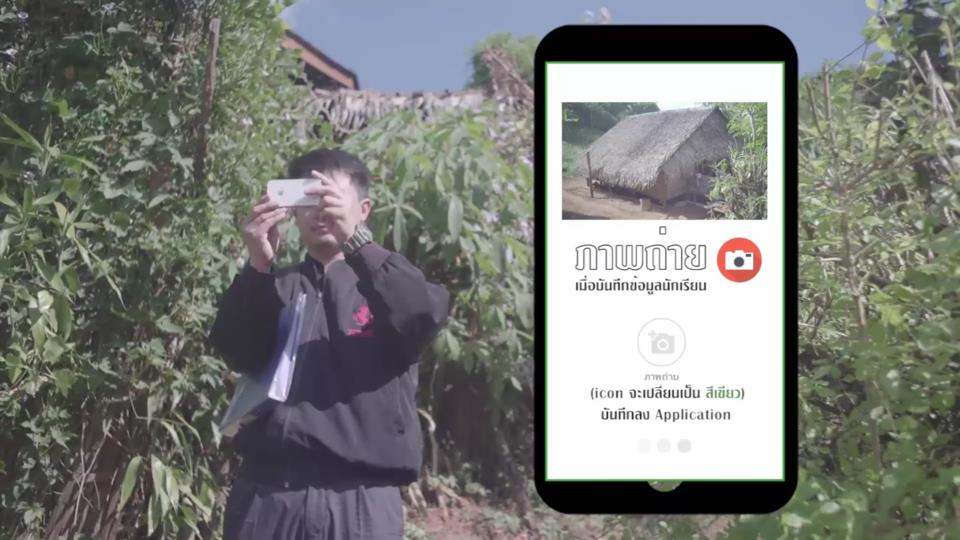 ภาพถ่าย
เมื่อบันทึกข้อมูลนักเรียน
ภาพถ่าย
(icon จะเปลี่ยนเป็น สีเขียว)
บันทึกลง Application